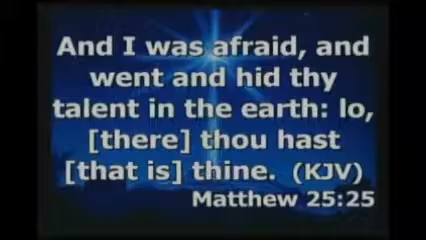 And I was afraid, and
went and hid thy
talent in the earth: lo,
[there] thou hast
[that is] thine. (KJV)
Matthew 25:25